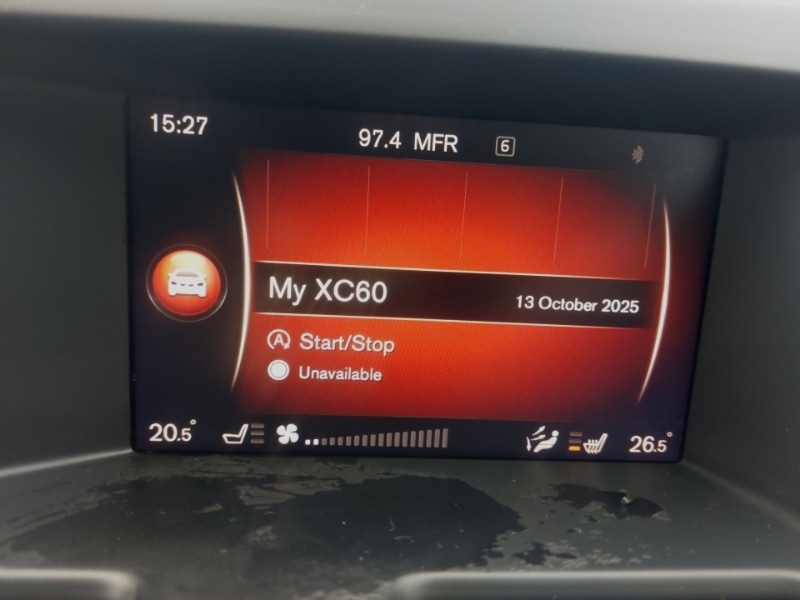 15:27
97.4 MFR 6
My XC60 13 October 2025
A Start/Stop
Unavailable
20.5° 26.5°